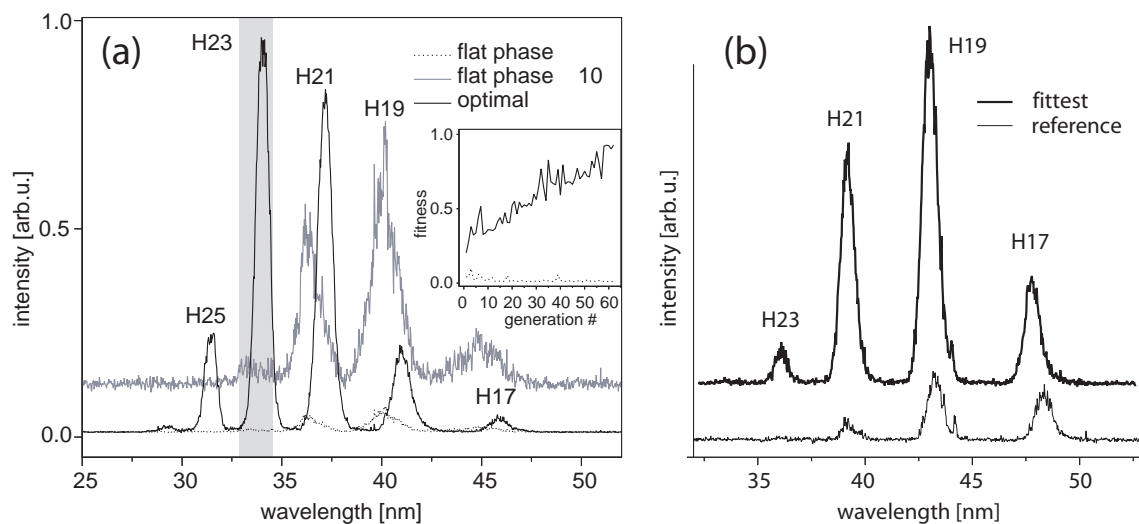 (a)
1.0
0.5
0.0
intensity [arb.u.]
H25
H23
H21
H19
H17
flat phase
flat phase 10
optimal
fitness
1.0
0.5
0.0
0 10 20 30 40 50 60
generation #
25 30 35 40 45 50
wavelength [nm]
(b)
intensity [arb.u.]
H23
H21
H19
H17
fittest
reference
35 40 45 50
wavelength [nm]